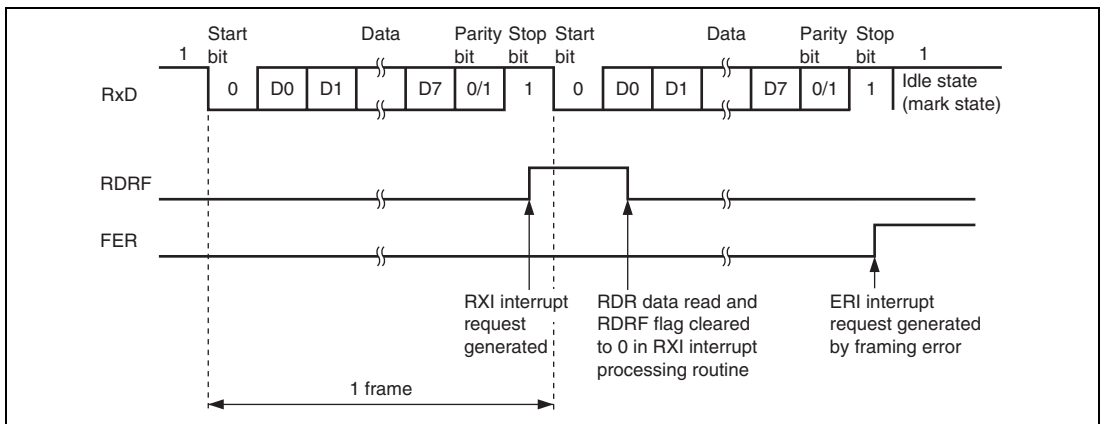 Start bit
Data
Parity bit
Stop bit
Start bit
Data
Parity bit
Stop bit
1
1
RxD
0
D0
D1
D7
0/1
1
0
D0
D1
D7
0/1
1
Idle state
(mark state)
RDRF
FER
RXI interrupt
request
generated
RDR data read and
RDRF flag cleared
to 0 in RXI interrupt
processing routine
ERI interrupt
request generated
by framing error
1 frame